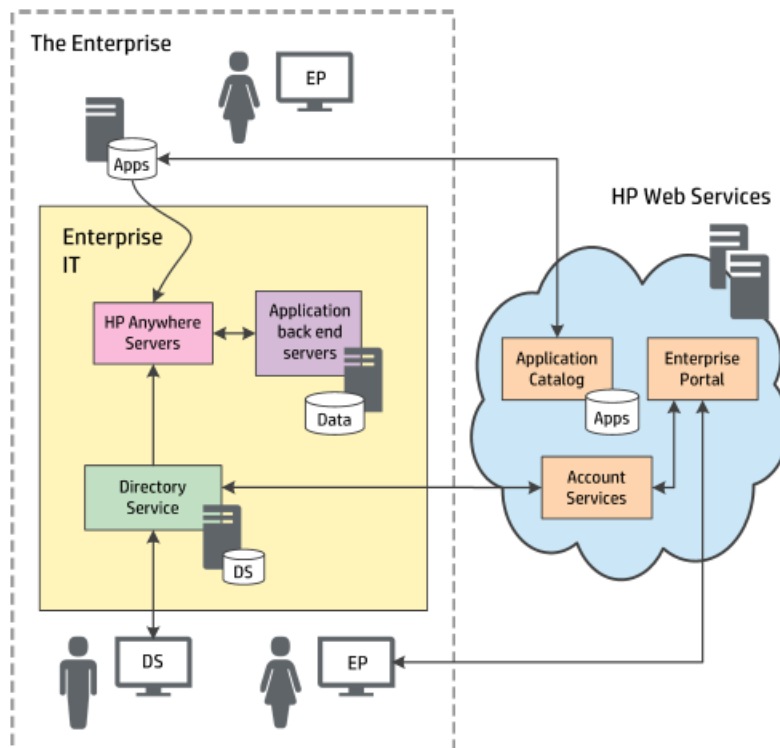 The Enterprise
EP
Apps
HP Web Services
Enterprise
IT
HP Anywhere
Servers
Application
back end
servers
Data
Application
Catalog
Apps
Enterprise
Portal
Account
Services
Directory
Service
DS
DS
EP